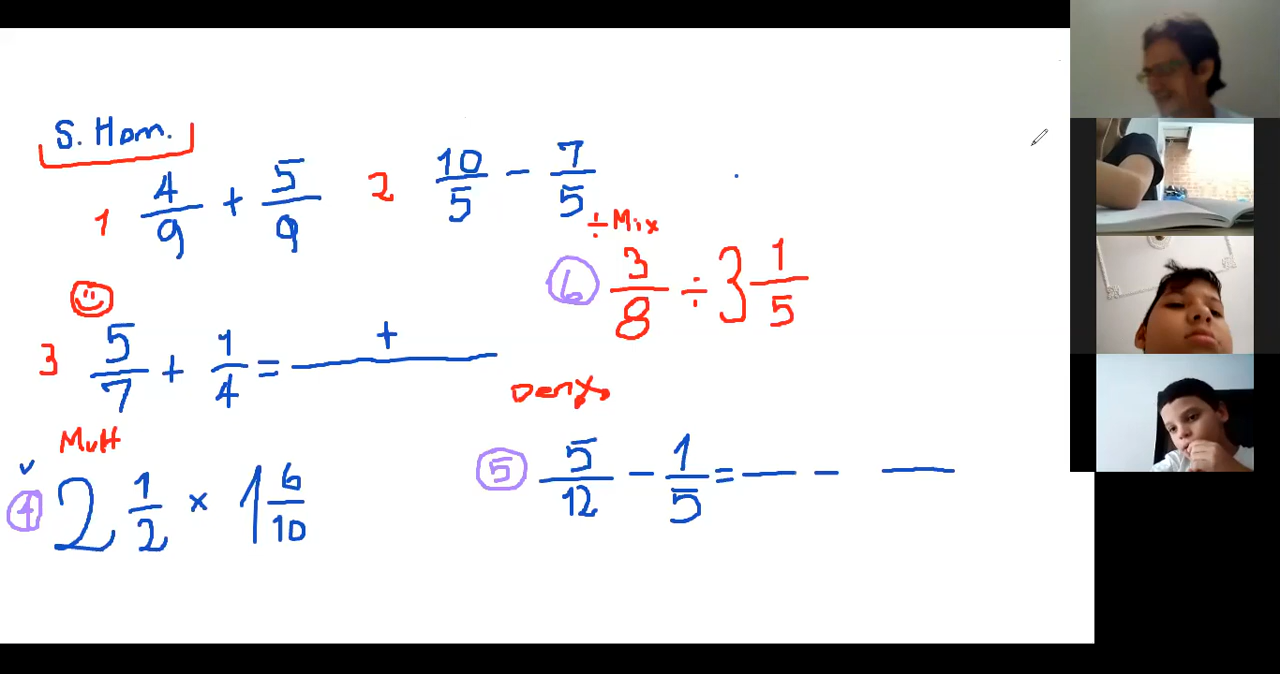 S. Hom.
1 4/9 + 5/9 2 10/5 - 7/5
÷Mix
6 3/8 ÷ 3 1/5
3 5/7 + 1/4 = +
Mult
4 2 1/2 × 1 6/10
5 5/12 - 1/5 = -